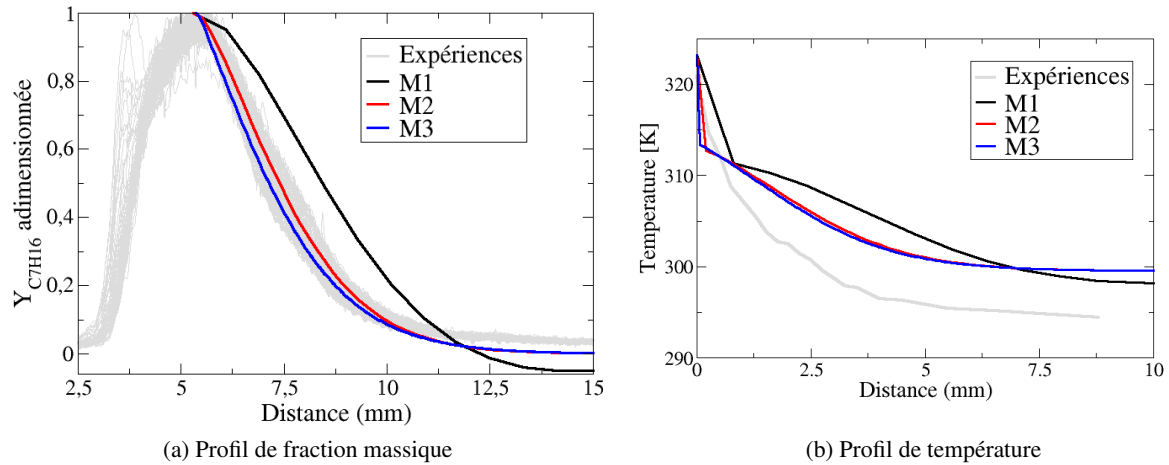 1
0,8
0,6
0,4
0,2
0
Y_C7H16 adimensionnée
Expériences
M1
M2
M3
2,5
5
7,5
10
12,5
15
Distance (mm)
(a) Profil de fraction massique
320
310
300
290
Temperature [K]
Expériences
M1
M2
M3
0
2.5
5
7.5
10
Distance (mm)
(b) Profil de température